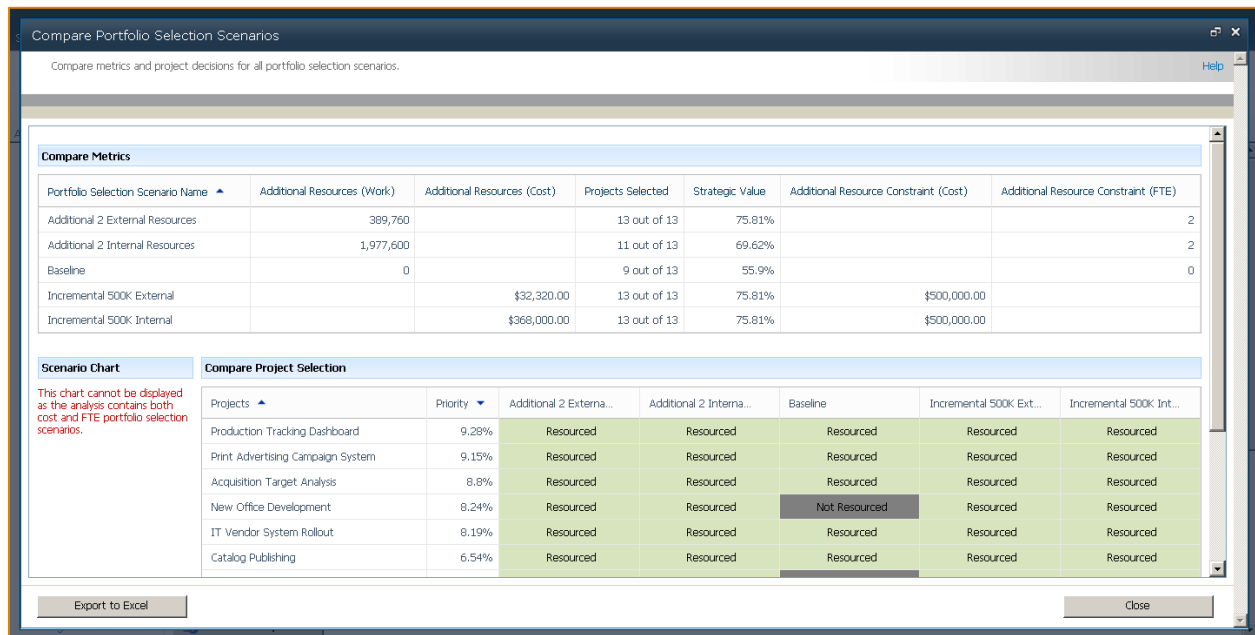 Compare Portfolio Selection Scenarios
Compare metrics and project decisions for all portfolio selection scenarios.
Help
Compare Metrics
Portfolio Selection Scenario Name Additional Resources (Work) Additional Resources (Cost) Projects Selected Strategic Value Additional Resource Constraint (Cost) Additional Resource Constraint (FTE)
Additional 2 External Resources 389,760 13 out of 13 75.81% 2
Additional 2 Internal Resources 1,977,600 11 out of 13 69.62% 2
Baseline 0 9 out of 13 55.9% 0
Incremental 500K External $32,320.00 13 out of 13 75.81% $500,000.00
Incremental 500K Internal $368,000.00 13 out of 13 75.81% $500,000.00
Scenario Chart
This chart cannot be displayed
as the analysis contains both
cost and FTE portfolio selection
scenarios.
Compare Project Selection
Projects Priority Additional 2 Externa... Additional 2 Interna... Baseline Incremental 500K Ext... Incremental 500K Int...
Production Tracking Dashboard 9.28% Resourced Resourced Resourced Resourced Resourced
Print Advertising Campaign System 9.15% Resourced Resourced Resourced Resourced Resourced
Acquisition Target Analysis 8.8% Resourced Resourced Resourced Resourced Resourced
New Office Development 8.24% Resourced Resourced Not Resourced Resourced Resourced
IT Vendor System Rollout 8.19% Resourced Resourced Resourced Resourced Resourced
Catalog Publishing 6.54% Resourced Resourced Resourced Resourced Resourced
Export to Excel
Close